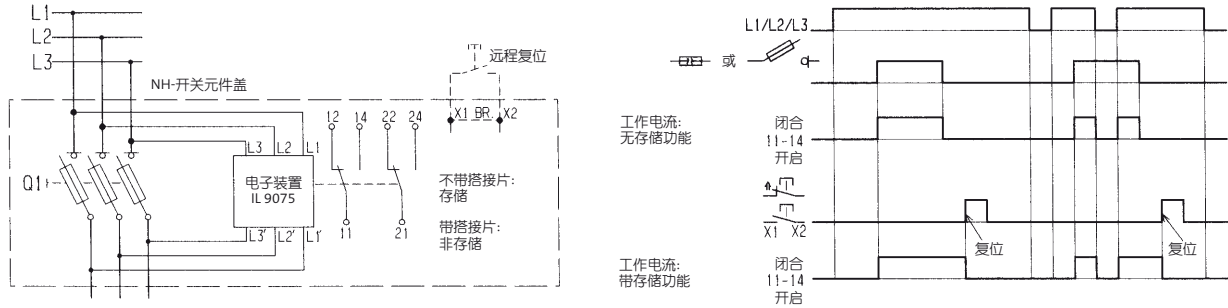 L1
L2
L3
NH-开关元件盖
远程复位
X1 BR. X2
12 14 22 24
L3 L2 L1
Q1
电子装置
IL 9075
L3' L2' L1'
11 21
不带搭接片:
存储
带搭接片:
非存储
L1/L2/L3
或
工作电流:
无存储功能
闭合
11-14
开启
X1 X2
复位
复位
工作电流:
带存储功能
闭合
11-14
开启